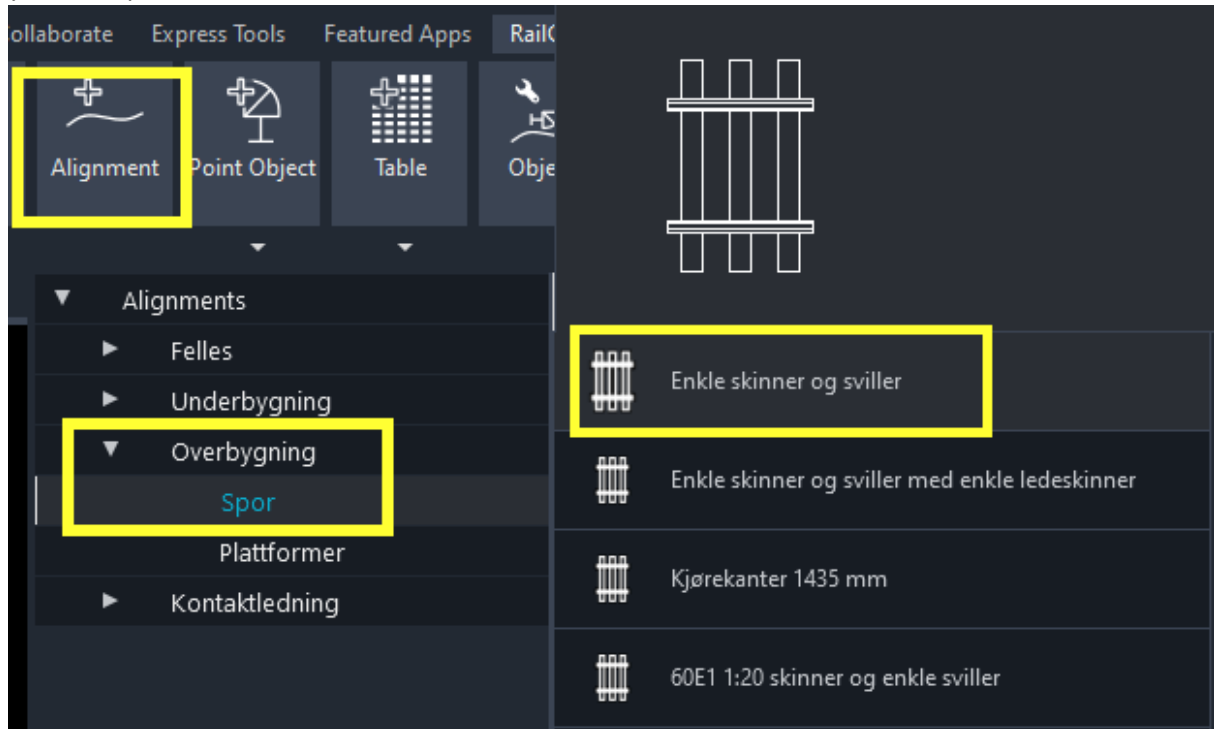 Express Tools Featured Apps
Alignment Point Object Table
Alignments
Felles
Underbygning
Overbygning
Spor
Plattformer
Kontaktledning
Enkle skinner og sviller
Enkle skinner og sviller med enkle ledeskinner
Kjørekanter 1435 mm
60E1 1:20 skinner og enkle sviller